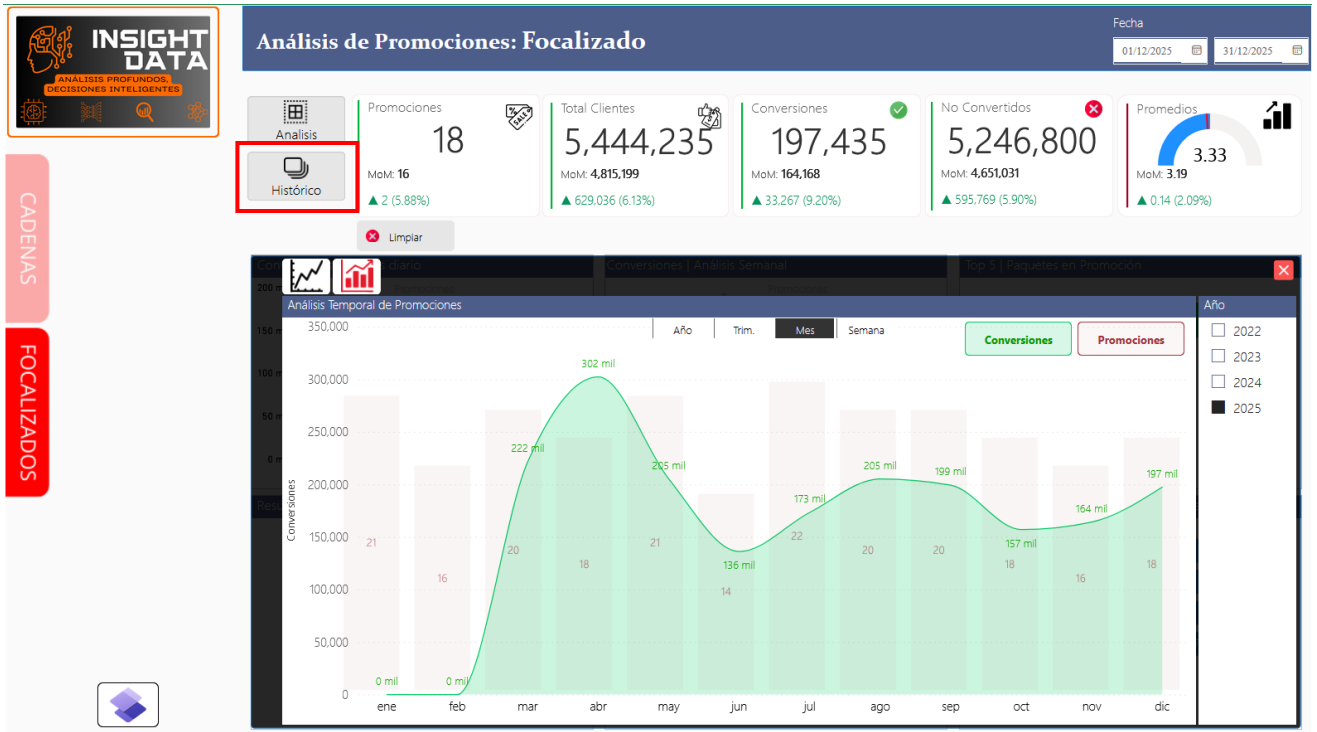 INSIGHT
DATA
ANÁLISIS PROFUNDOS,
DECISIONES INTELIGENTES
Análisis de Promociones: Focalizado
Fecha
01/12/2025
31/12/2025
Analisis
Histórico
Promociones
18
MoM: 16
▲ 2 (5.88%)
SALE
Total Clientes
5,444,235
MoM: 4,815,199
▲ 629.036 (6.13%)
Conversiones
197,435
MoM: 164,168
▲ 33.267 (9.20%)
No Convertidos
5,246,800
MoM: 4,651,031
▲ 595.769 (5.90%)
Promedios
3.33
MoM: 3.19
▲ 0.14 (2.09%)
Limpiar
CADENAS
FOCALIZADOS
diario
Conversiones | Análisis Semanal
Top 5 | Paquetes en Promoción
Análisis Temporal de Promociones
Año
Trim.
Mes
Semana
Conversiones
Promociones
Año
2022
2023
2024
2025
Conversiones
350,000
300,000
250,000
200,000
150,000
100,000
50,000
0
0 mil
0 mil
222 mil
302 mil
205 mil
136 mil
173 mil
205 mil
199 mil
157 mil
164 mil
197 mil
21
16
20
18
21
14
22
20
20
18
16
18
ene
feb
mar
abr
may
jun
jul
ago
sep
oct
nov
dic